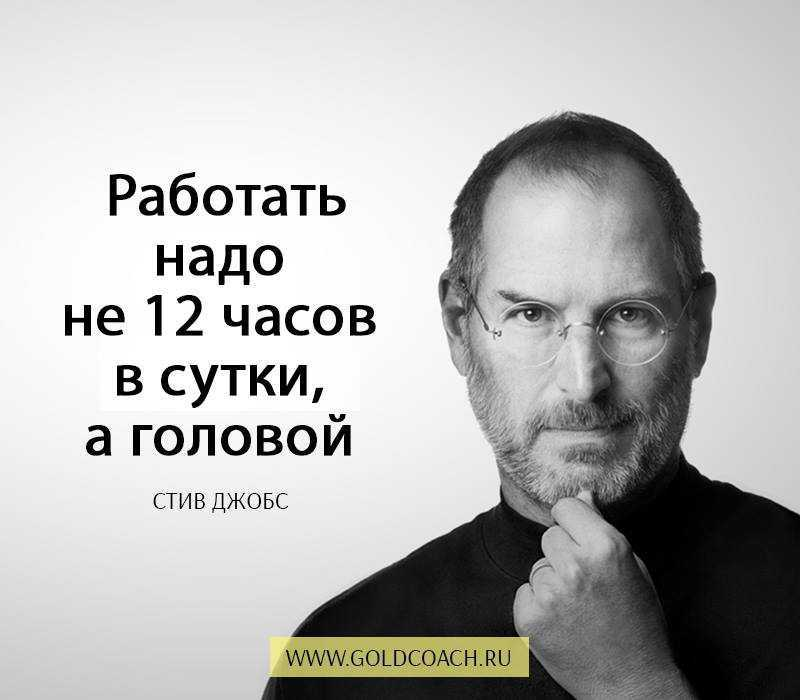 Работать
надо
не 12 часов
в сутки,
а головой
СТИВ ДЖОБС
WWW.GOLDCOACH.RU